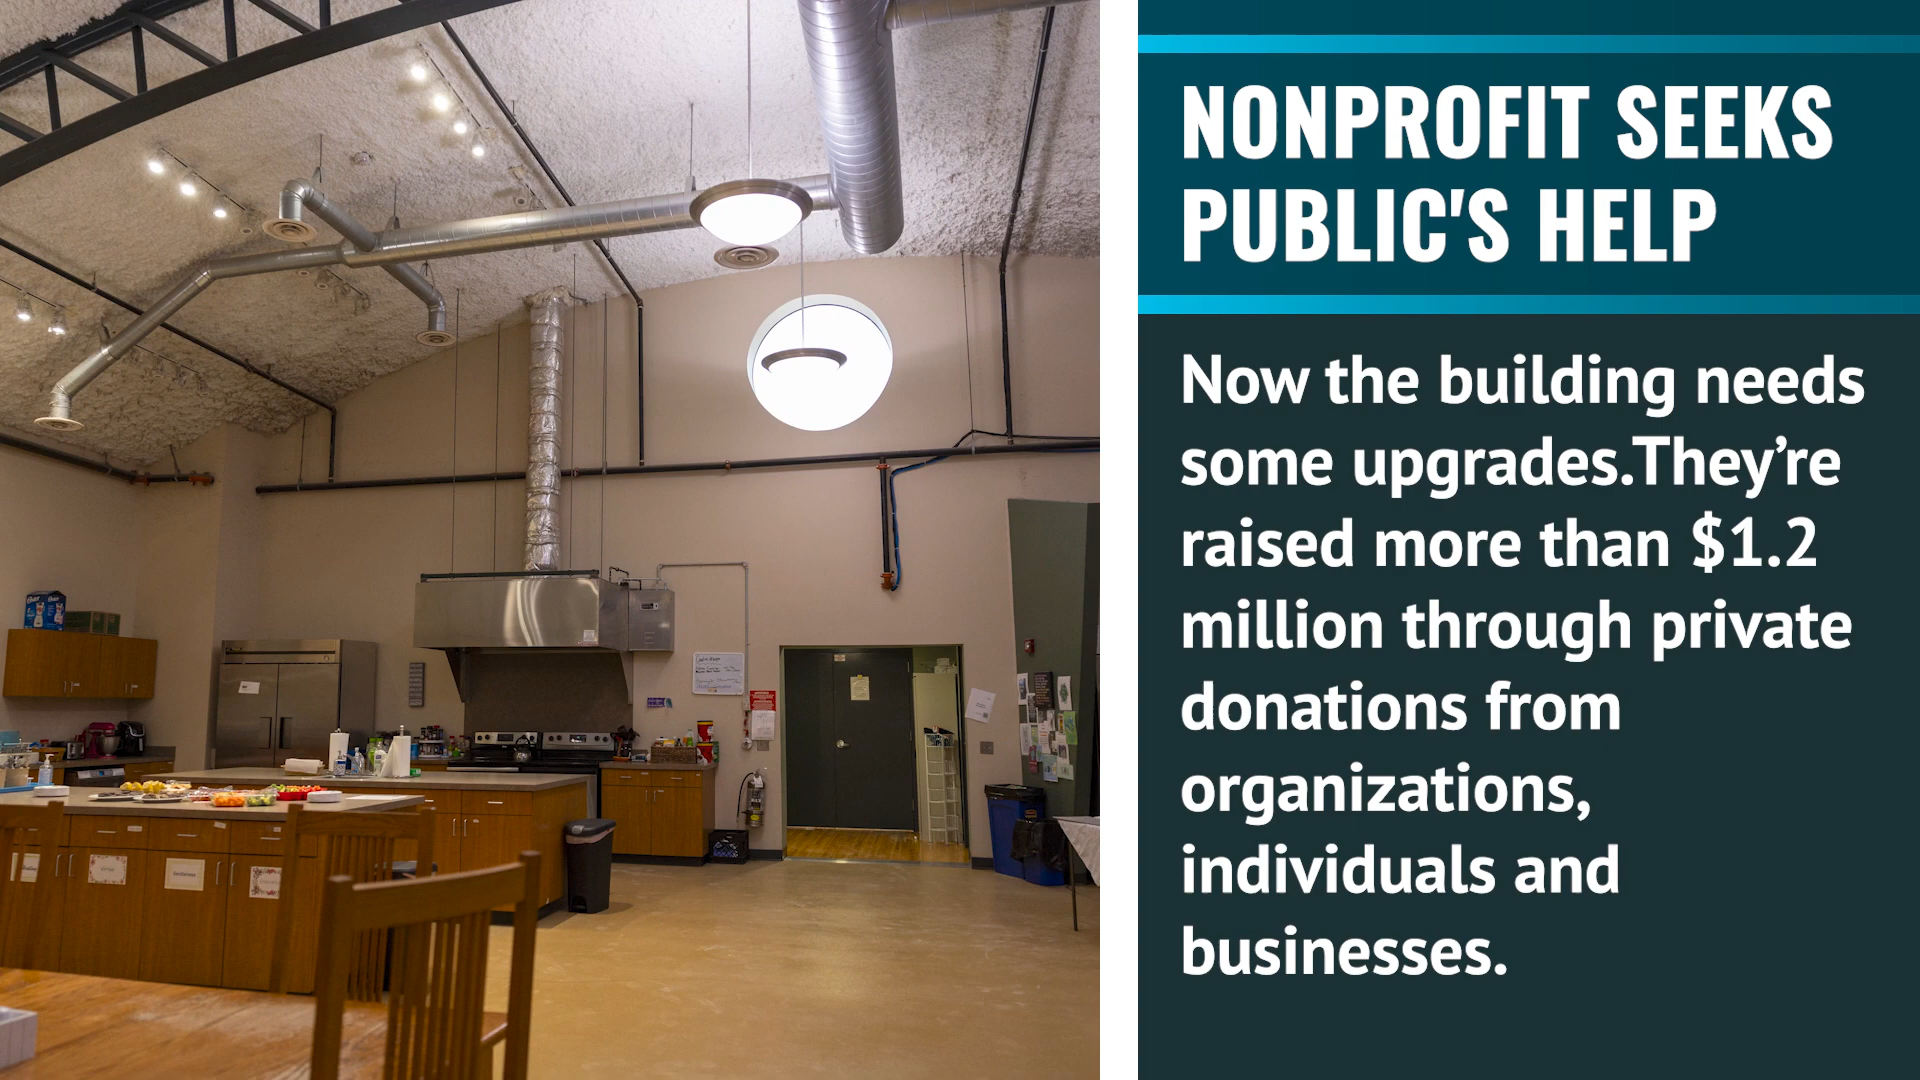 NONPROFIT SEEKS
PUBLIC'S HELP
Now the building needs
some upgrades.They’re
raised more than $1.2
million through private
donations from
organizations,
individuals and
businesses.